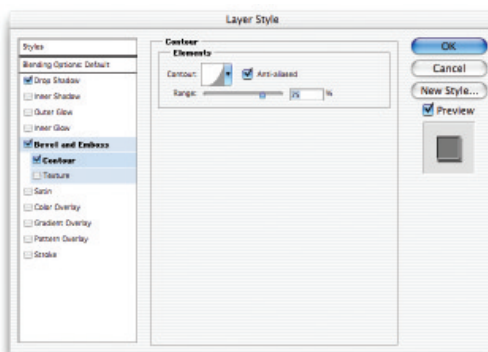 Layer Style
Styles
Blending Options: Default
Drop Shadow
Inner Shadow
Outer Glow
Inner Glow
Bevel and Emboss
Contour
Texture
Satin
Color Overlay
Gradient Overlay
Pattern Overlay
Stroke
Contour
Elements
Contour:
Anti-aliased
Range:
75
%
OK
Cancel
New Style...
Preview